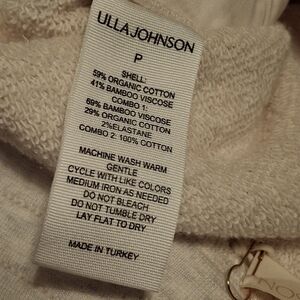 ULLA JOHNSON
P
SHELL:
59% ORGANIC COTTON
41% BAMBOO VISCOSE
COMBO 1:
69% BAMBOO VISCOSE
29% ORGANIC COTTON
2%ELASTANE
COMBO 2: 100% COTTON
MACHINE WASH WARM
GENTLE
CYCLE WITH LIKE COLORS
MEDIUM IRON AS NEEDED
DO NOT BLEACH
DO NOT TUMBLE DRY
LAY FLAT TO DRY
MADE IN TURKEY